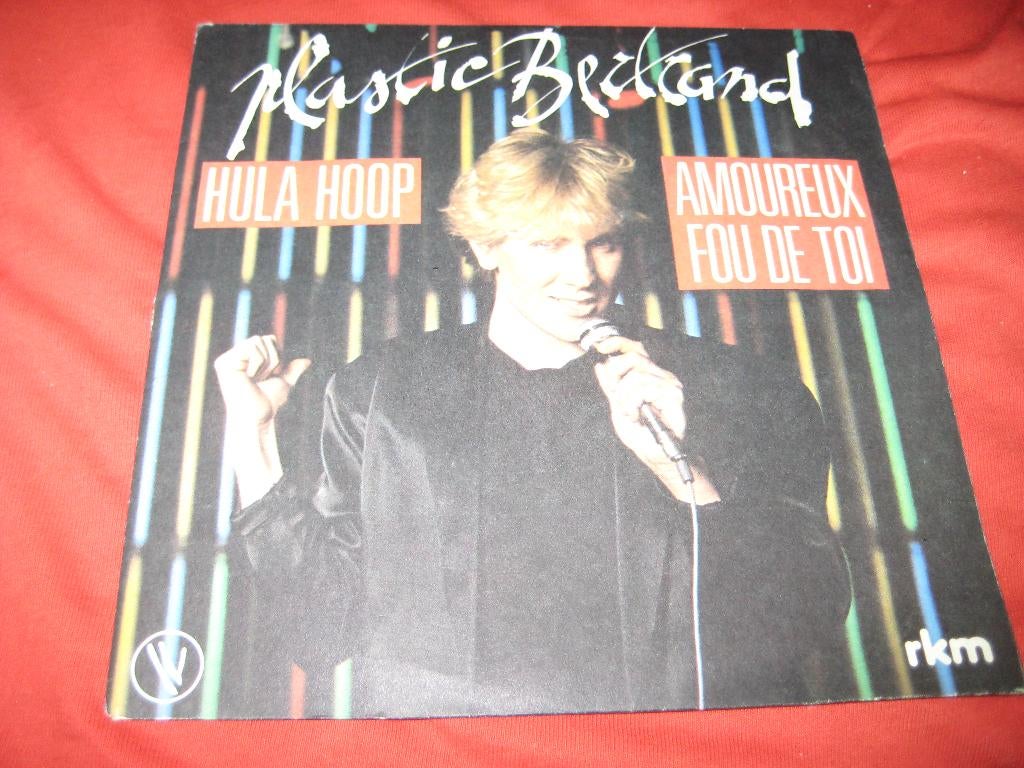 Plastic Bertrand
HULA HOOP
AMOUREUX
FOU DE TOI
rkm